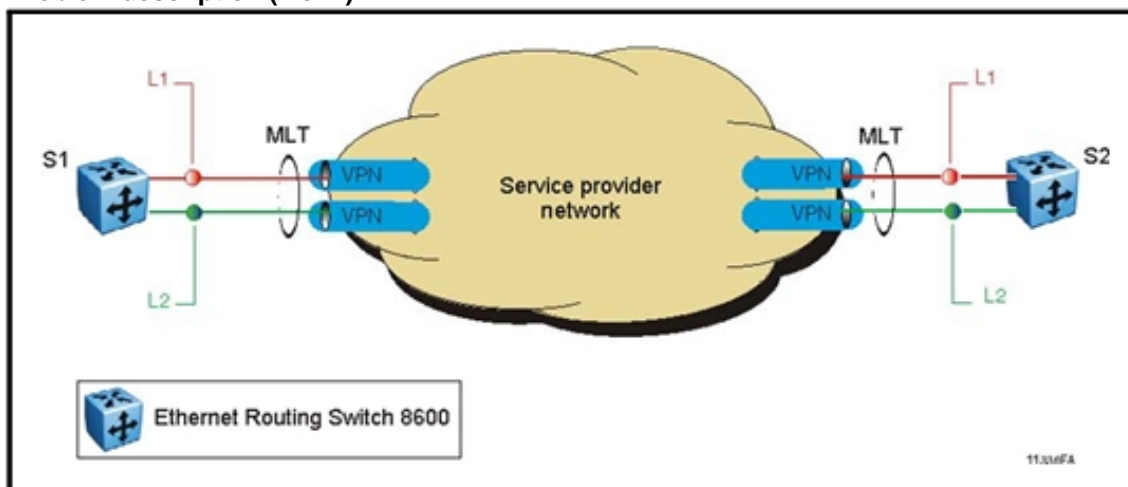 L1
L1
MLT
MLT
S1
S2
VPN
VPN
Service provider
network
VPN
VPN
L2
L2
Ethernet Routing Switch 8600